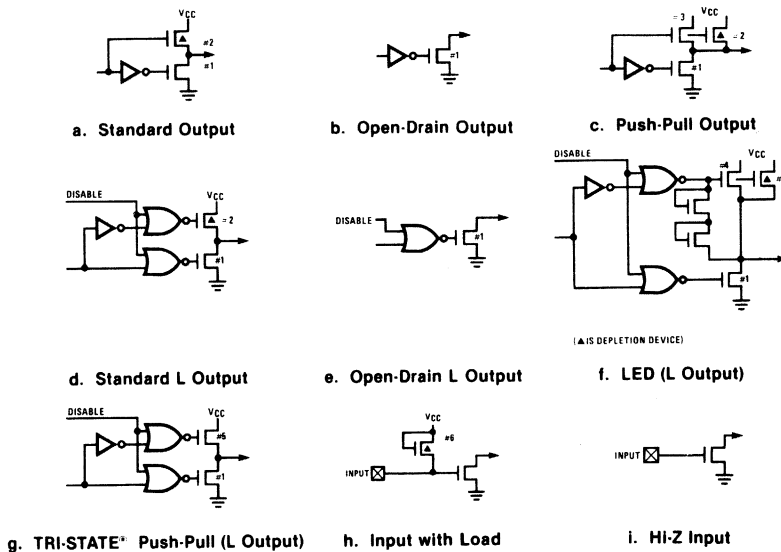 VCC
#2
#1
a. Standard Output
#1
b. Open-Drain Output
= 3
VCC
= 2
#1
c. Push-Pull Output
DISABLE
VCC
= 2
#1
d. Standard L Output
DISABLE
#1
e. Open-Drain L Output
DISABLE
#4
VCC
#
#1
(▲ IS DEPLETION DEVICE)
f. LED (L Output)
DISABLE
VCC
#5
#1
g. TRI-STATE® Push-Pull (L Output)
VCC
#6
INPUT
h. Input with Load
INPUT
i. Hi-Z Input